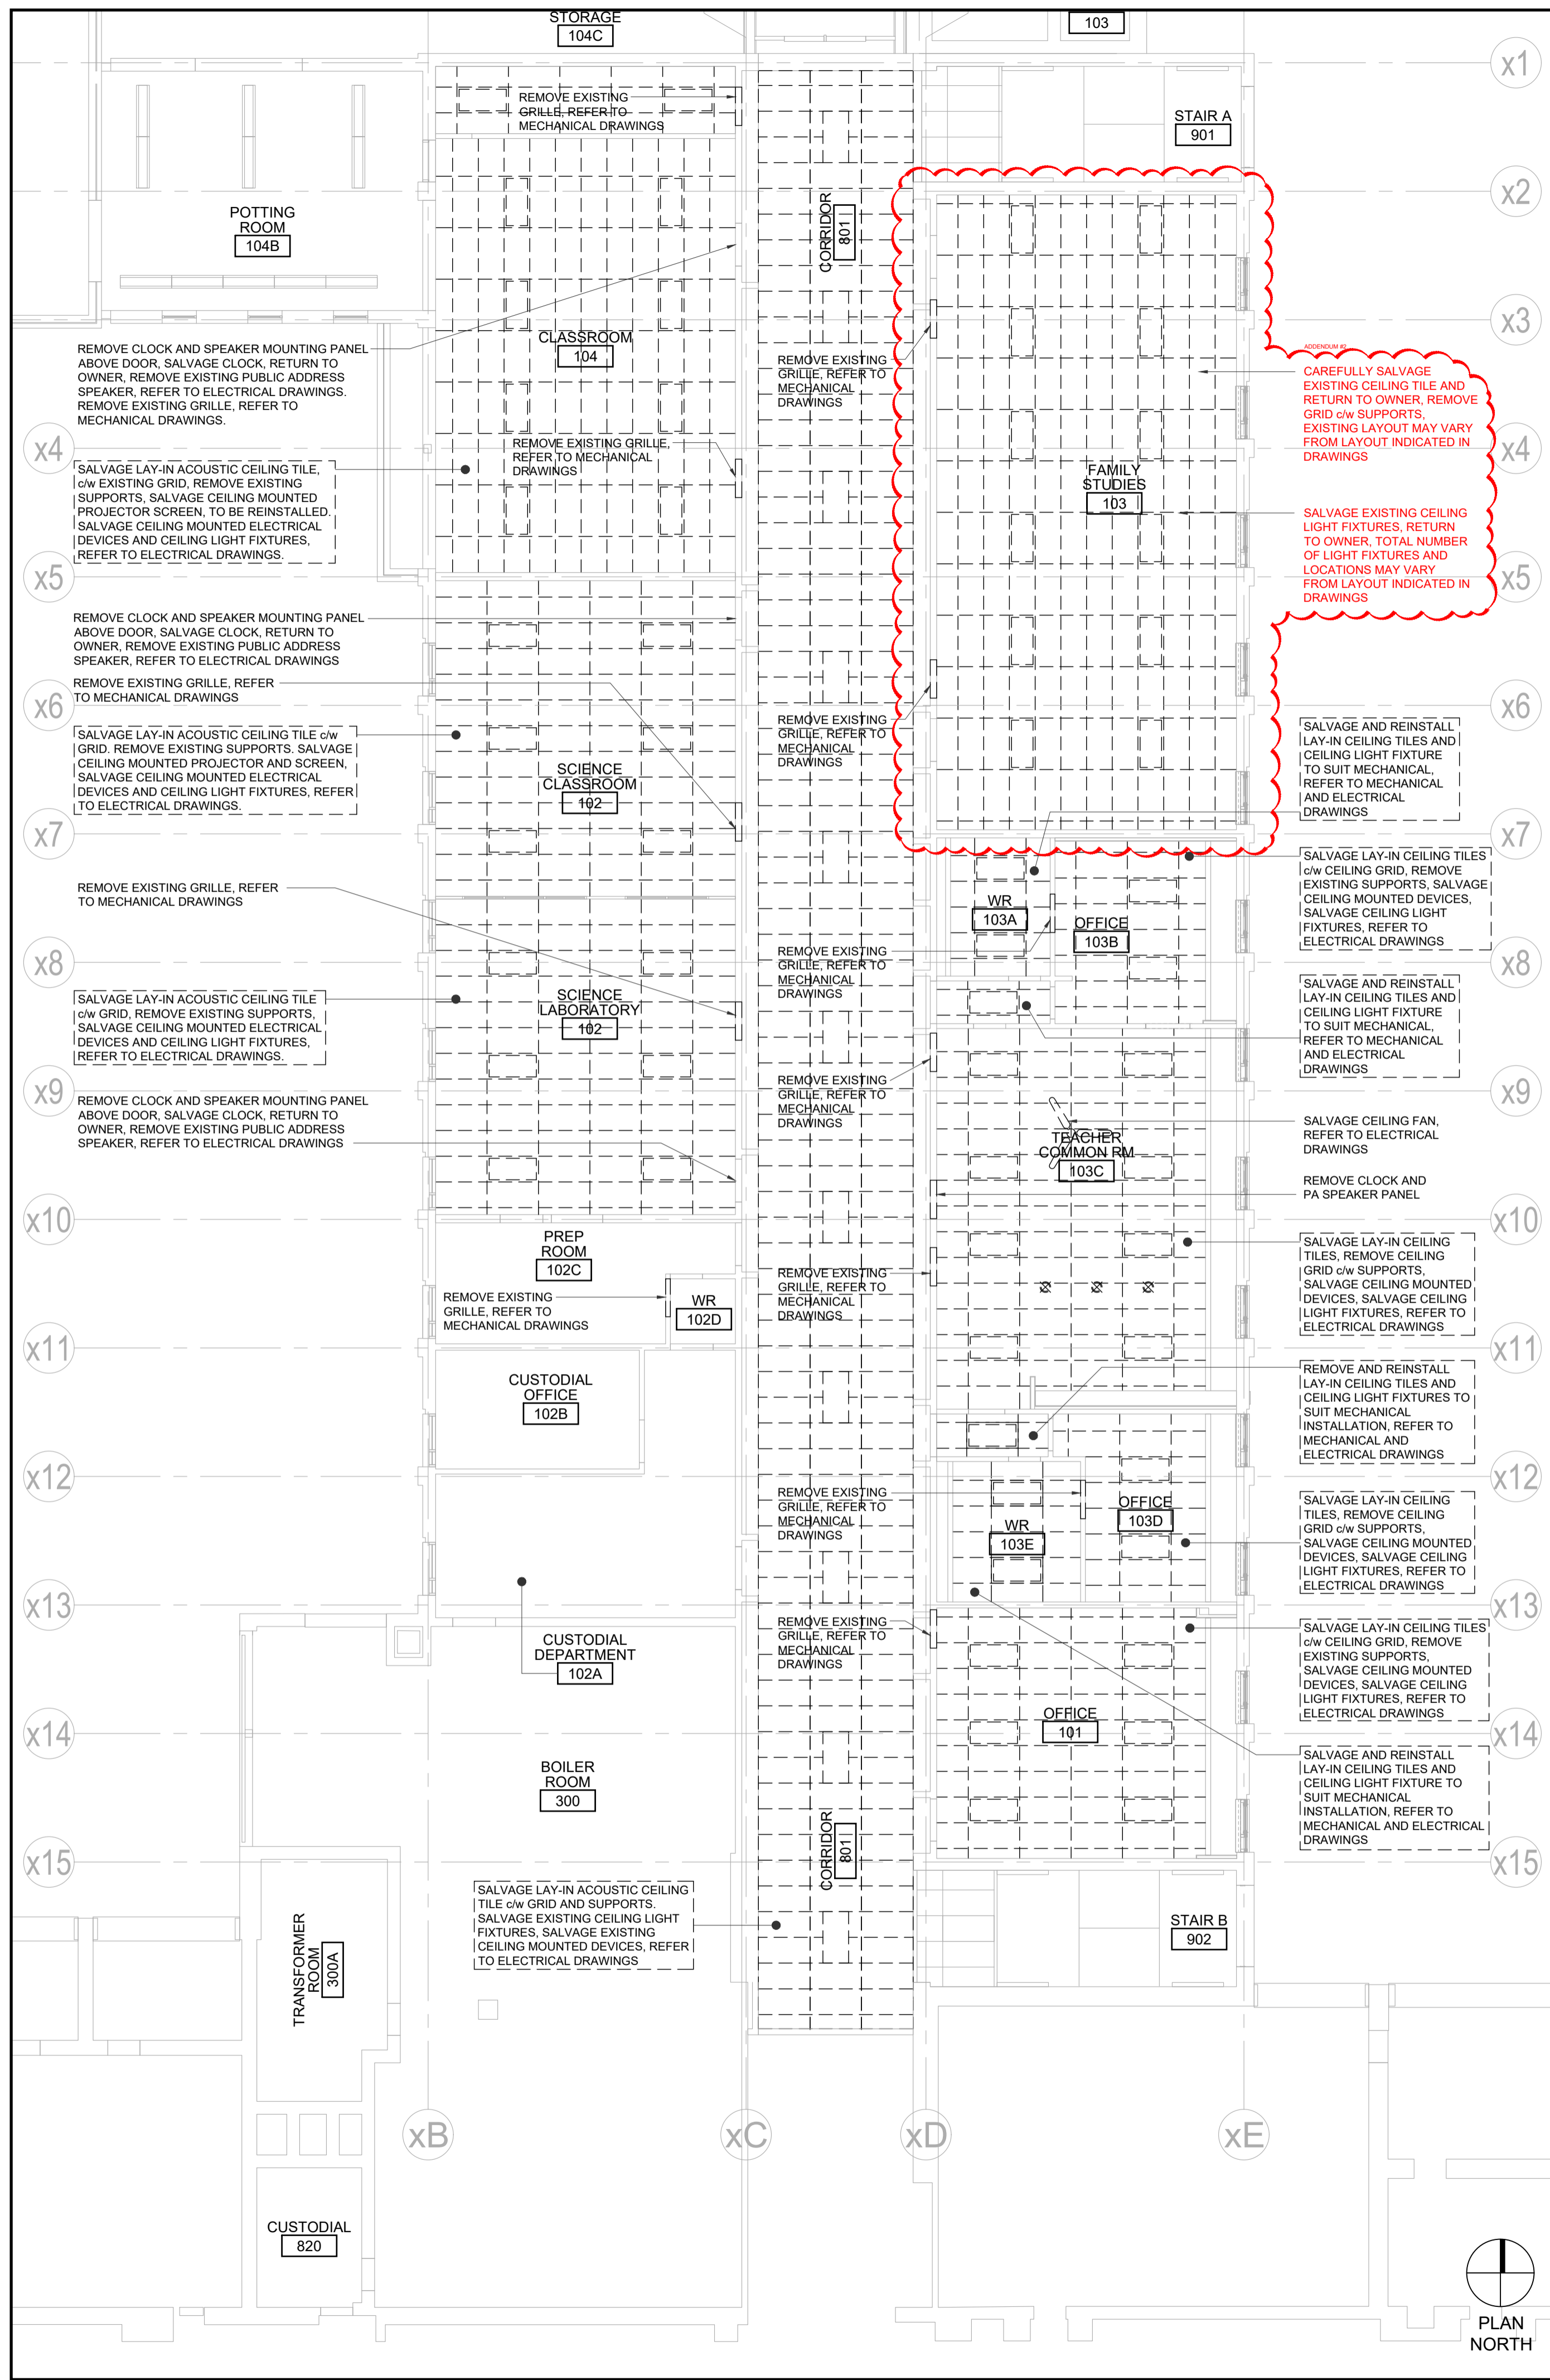 STORAGE
104C
103
x1
REMOVE EXISTING
GRILLE, REFER TO
MECHANICAL DRAWINGS
STAIR A
901
x2
POTTING
ROOM
104B
CORRIDOR
801
x3
REMOVE CLOCK AND SPEAKER MOUNTING PANEL
ABOVE DOOR, SALVAGE CLOCK, RETURN TO
OWNER, REMOVE EXISTING PUBLIC ADDRESS
SPEAKER, REFER TO ELECTRICAL DRAWINGS.
REMOVE EXISTING GRILLE, REFER TO
MECHANICAL DRAWINGS.
CLASSROOM
104
REMOVE EXISTING
GRILLE, REFER TO
MECHANICAL
DRAWINGS
ADDENDUM #2
CAREFULLY SALVAGE
EXISTING CEILING TILE AND
RETURN TO OWNER, REMOVE
GRID c/w SUPPORTS,
EXISTING LAYOUT MAY VARY
FROM LAYOUT INDICATED IN
DRAWINGS
x4
x4
REMOVE EXISTING GRILLE,
REFER TO MECHANICAL
DRAWINGS
SALVAGE LAY-IN ACOUSTIC CEILING TILE,
c/w EXISTING GRID, REMOVE EXISTING
SUPPORTS, SALVAGE CEILING MOUNTED
PROJECTOR SCREEN, TO BE REINSTALLED.
SALVAGE CEILING MOUNTED ELECTRICAL
DEVICES AND CEILING LIGHT FIXTURES,
REFER TO ELECTRICAL DRAWINGS.
FAMILY
STUDIES
103
SALVAGE EXISTING CEILING
LIGHT FIXTURES, RETURN
TO OWNER, TOTAL NUMBER
OF LIGHT FIXTURES AND
LOCATIONS MAY VARY
FROM LAYOUT INDICATED IN
DRAWINGS
x5
x5
REMOVE CLOCK AND SPEAKER MOUNTING PANEL
ABOVE DOOR, SALVAGE CLOCK, RETURN TO
OWNER, REMOVE EXISTING PUBLIC ADDRESS
SPEAKER, REFER TO ELECTRICAL DRAWINGS
REMOVE EXISTING GRILLE, REFER
TO MECHANICAL DRAWINGS
x6
x6
REMOVE EXISTING
GRILLE, REFER TO
MECHANICAL
DRAWINGS
SALVAGE AND REINSTALL
LAY-IN CEILING TILES AND
CEILING LIGHT FIXTURE
TO SUIT MECHANICAL,
REFER TO MECHANICAL
AND ELECTRICAL
DRAWINGS
SALVAGE LAY-IN ACOUSTIC CEILING TILE c/w
GRID. REMOVE EXISTING SUPPORTS. SALVAGE
CEILING MOUNTED PROJECTOR AND SCREEN,
SALVAGE CEILING MOUNTED ELECTRICAL
DEVICES AND CEILING LIGHT FIXTURES, REFER
TO ELECTRICAL DRAWINGS.
SCIENCE
CLASSROOM
102
x7
x7
SALVAGE LAY-IN CEILING TILES
c/w CEILING GRID, REMOVE
EXISTING SUPPORTS, SALVAGE
CEILING MOUNTED DEVICES,
SALVAGE CEILING LIGHT
FIXTURES, REFER TO
ELECTRICAL DRAWINGS
REMOVE EXISTING GRILLE, REFER
TO MECHANICAL DRAWINGS
WR
103A
OFFICE
103B
REMOVE EXISTING
GRILLE, REFER TO
MECHANICAL
DRAWINGS
x8
x8
SALVAGE LAY-IN ACOUSTIC CEILING TILE
c/w GRID, REMOVE EXISTING SUPPORTS,
SALVAGE CEILING MOUNTED ELECTRICAL
DEVICES AND CEILING LIGHT FIXTURES,
REFER TO ELECTRICAL DRAWINGS.
SCIENCE
LABORATORY
102
SALVAGE AND REINSTALL
LAY-IN CEILING TILES AND
CEILING LIGHT FIXTURE
TO SUIT MECHANICAL,
REFER TO MECHANICAL
AND ELECTRICAL
DRAWINGS
REMOVE EXISTING
GRILLE, REFER TO
MECHANICAL
DRAWINGS
x9
x9
REMOVE CLOCK AND SPEAKER MOUNTING PANEL
ABOVE DOOR, SALVAGE CLOCK, RETURN TO
OWNER, REMOVE EXISTING PUBLIC ADDRESS
SPEAKER, REFER TO ELECTRICAL DRAWINGS
TEACHER
COMMON RM
103C
SALVAGE CEILING FAN,
REFER TO ELECTRICAL
DRAWINGS
REMOVE CLOCK AND
PA SPEAKER PANEL
x10
x10
PREP
ROOM
102C
SALVAGE LAY-IN CEILING
TILES, REMOVE CEILING
GRID c/w SUPPORTS,
SALVAGE CEILING MOUNTED
DEVICES, SALVAGE CEILING
LIGHT FIXTURES, REFER TO
ELECTRICAL DRAWINGS
REMOVE EXISTING
GRILLE, REFER TO
MECHANICAL
DRAWINGS
REMOVE EXISTING
GRILLE, REFER TO
MECHANICAL DRAWINGS
WR
102D
x11
x11
CUSTODIAL
OFFICE
102B
REMOVE AND REINSTALL
LAY-IN CEILING TILES AND
CEILING LIGHT FIXTURES TO
SUIT MECHANICAL
INSTALLATION, REFER TO
MECHANICAL AND
ELECTRICAL DRAWINGS
x12
x12
REMOVE EXISTING
GRILLE, REFER TO
MECHANICAL
DRAWINGS
WR
103E
OFFICE
103D
SALVAGE LAY-IN CEILING
TILES, REMOVE CEILING
GRID c/w SUPPORTS,
SALVAGE CEILING MOUNTED
DEVICES, SALVAGE CEILING
LIGHT FIXTURES, REFER TO
ELECTRICAL DRAWINGS
x13
x13
CUSTODIAL
DEPARTMENT
102A
REMOVE EXISTING
GRILLE, REFER TO
MECHANICAL
DRAWINGS
SALVAGE LAY-IN CEILING TILES
c/w CEILING GRID, REMOVE
EXISTING SUPPORTS,
SALVAGE CEILING MOUNTED
DEVICES, SALVAGE CEILING
LIGHT FIXTURES, REFER TO
ELECTRICAL DRAWINGS
OFFICE
101
x14
x14
BOILER
ROOM
300
SALVAGE AND REINSTALL
LAY-IN CEILING TILES AND
CEILING LIGHT FIXTURE TO
SUIT MECHANICAL
INSTALLATION, REFER TO
MECHANICAL AND ELECTRICAL
DRAWINGS
CORRIDOR
801
x15
x15
SALVAGE LAY-IN ACOUSTIC CEILING
TILE c/w GRID AND SUPPORTS.
SALVAGE EXISTING CEILING LIGHT
FIXTURES, SALVAGE EXISTING
CEILING MOUNTED DEVICES, REFER
TO ELECTRICAL DRAWINGS
TRANSFORMER
ROOM
300A
STAIR B
902
xB
xC
xD
xE
CUSTODIAL
820
PLAN
NORTH